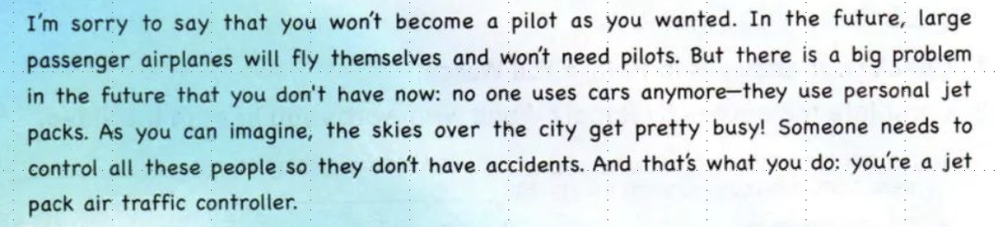 I'm sorry to say that you won't become a pilot as you wanted. In the future, large
passenger airplanes will fly themselves and won't need pilots. But there is a big problem
in the future that you don't have now: no one uses cars anymore—they use personal jet
packs. As you can imagine, the skies over the city get pretty busy! Someone needs to
control all these people so they don't have accidents. And that's what you do: you're a jet
pack air traffic controller.